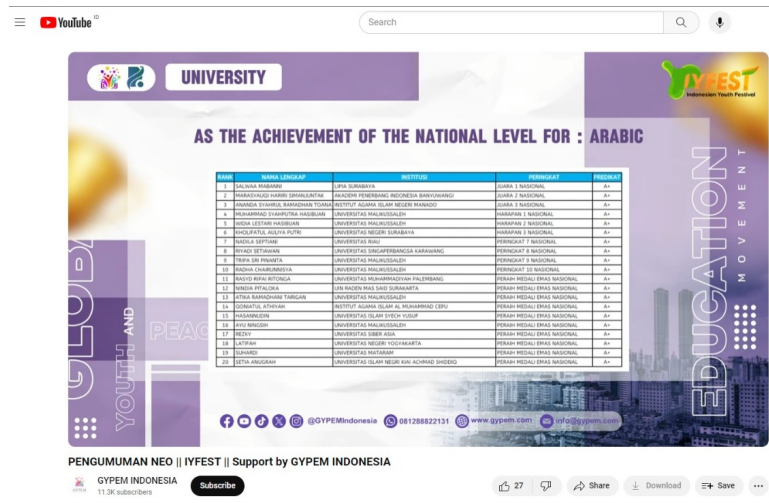 YouTube ID
Search
UNIVERSITY
IYFEST
Indonesian Youth Festival
AS THE ACHIEVEMENT OF THE NATIONAL LEVEL FOR : ARABIC
RANK NAMA LENGKAP INSTITUSI PERINGKAT PREDIKAT
1 SALWAA MABANNI LIPIA SURABAYA JUARA 1 NASIONAL A+
2 MARASYAUQI HARIRI SIMANJUNTAK AKADEMI PENERBANG INDONESIA BANYUWANGI JUARA 2 NASIONAL A+
3 ANANDA SYAHRUL RAMADHAN TOANA INSTITUT AGAMA ISLAM NEGERI MANADO JUARA 3 NASIONAL A+
4 MUHAMMAD SYAHPUTRA HASIBUAN UNIVERSITAS MALIKUSSALEH HARAPAN 1 NASIONAL A+
5 WIDIA LESTARI HASIBUAN UNIVERSITAS MALIKUSSALEH HARAPAN 2 NASIONAL A+
6 KHOLIFATUL AULIYA PUTRI UNIVERSITAS NEGERI SURABAYA HARAPAN 3 NASIONAL A+
7 NADILA SEPTIANI UNIVERSITAS RIAU PERINGKAT 7 NASIONAL A+
8 RIYADI SETIAWAN UNIVERSITAS SINGAPERBANGSA KARAWANG PERINGKAT 8 NASIONAL A+
9 TRIPA SRI PINANTA UNIVERSITAS MALIKUSSALEH PERINGKAT 9 NASIONAL A+
10 RADHA CHAIRUNNISYA UNIVERSITAS MALIKUSSALEH PERINGKAT 10 NASIONAL A+
11 RASYD RIPAI RITONGA UNIVERSITAS MUHAMMADIYAH PALEMBANG PERAIH MEDALI EMAS NASIONAL A+
12 NINDIA PITALOKA UIN RADEN MAS SAID SURAKARTA PERAIH MEDALI EMAS NASIONAL A+
13 ATIKA RAMADHANI TARIGAN UNIVERSITAS MALIKUSSALEH PERAIH MEDALI EMAS NASIONAL A+
14 QONIATUL ATHIYAH INSTITUT AGAMA ISLAM AL MUHAMMAD CEPU PERAIH MEDALI EMAS NASIONAL A+
15 HASANNUDIN UNIVERSITAS ISLAM SYECH YUSUF PERAIH MEDALI EMAS NASIONAL A+
16 AYU NINGSIH UNIVERSITAS MALIKUSSALEH PERAIH MEDALI EMAS NASIONAL A+
17 REZKY UNIVERSITAS SIBER ASIA PERAIH MEDALI EMAS NASIONAL A+
18 LATIFAH UNIVERSITAS NEGERI YOGYAKARTA PERAIH MEDALI EMAS NASIONAL A+
19 SUHARDI UNIVERSITAS MATARAM PERAIH MEDALI EMAS NASIONAL A+
20 SETIA ANUGRAH UNIVERSITAS ISLAM NEGRI KIAI ACHMAD SHIDDIQ PERAIH MEDALI EMAS NASIONAL A+
GLOBAL
YOUTH AND
PEAC
EDUCATION
MOVEMENT
@GYPEMIndonesia 081288822131 www.gypem.com info@gypem.com
PENGUMUMAN NEO || IYFEST || Support by GYPEM INDONESIA
GYPEM INDONESIA
11.3K subscribers
Subscribe
27
Share
Download
Save